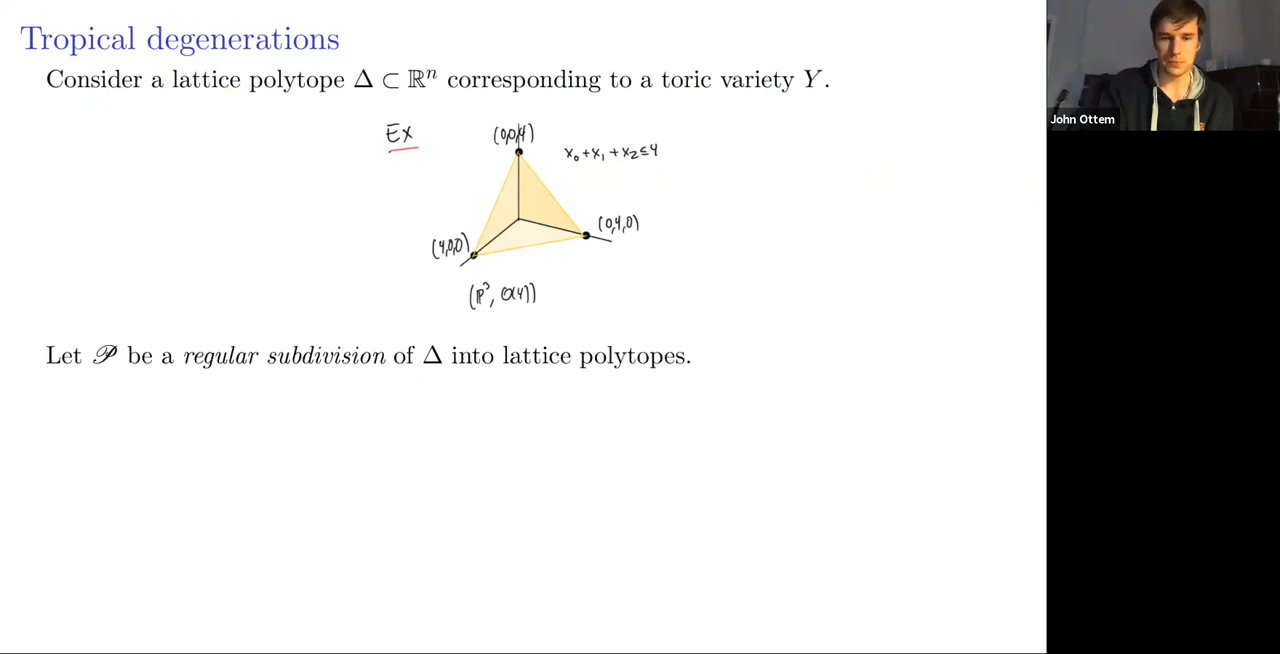 Tropical degenerations
Consider a lattice polytope Δ ⊂ ℝⁿ corresponding to a toric variety Y.
Ex
(0,0,4)
x₀+x₁+x₂≤4
(0,4,0)
(4,0,0)
(P³, O(4))
Let 𝒫 be a regular subdivision of Δ into lattice polytopes.
John Ottem